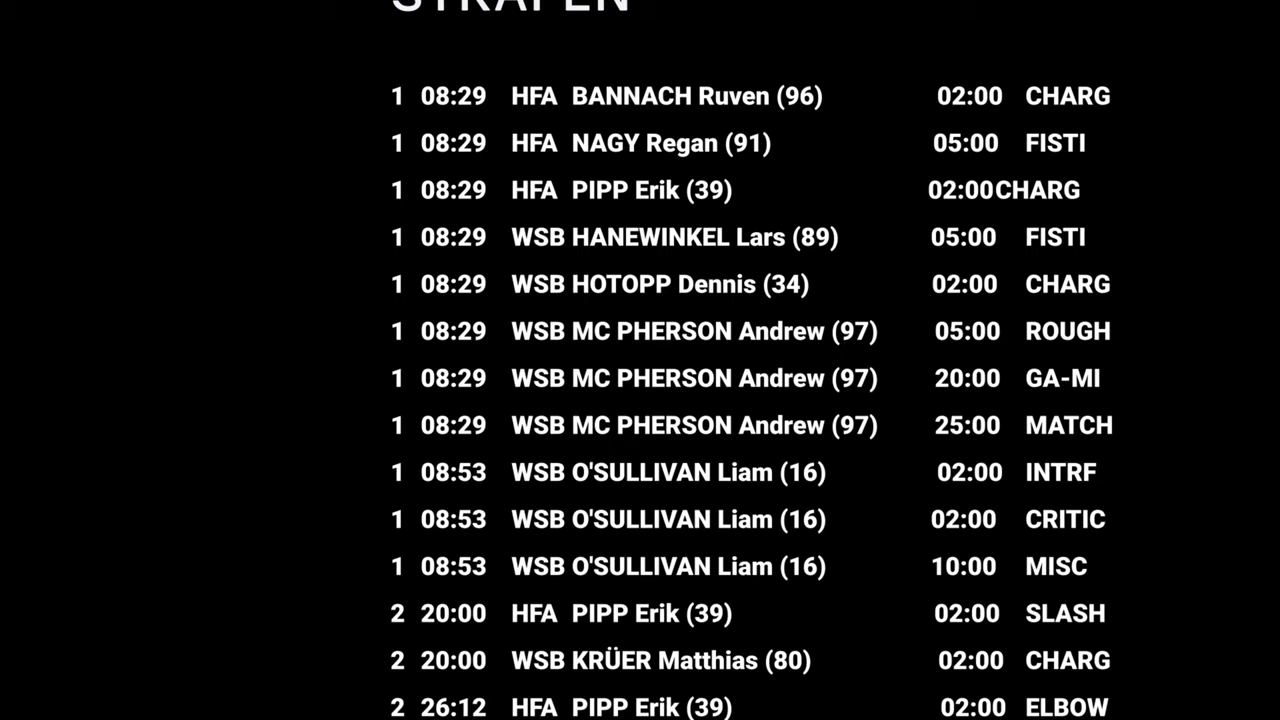 STRAFEN
1 08:29 HFA BANNACH Ruven (96) 02:00 CHARG
1 08:29 HFA NAGY Regan (91) 05:00 FISTI
1 08:29 HFA PIPP Erik (39) 02:00CHARG
1 08:29 WSB HANEWINKEL Lars (89) 05:00 FISTI
1 08:29 WSB HOTOPP Dennis (34) 02:00 CHARG
1 08:29 WSB MC PHERSON Andrew (97) 05:00 ROUGH
1 08:29 WSB MC PHERSON Andrew (97) 20:00 GA-MI
1 08:29 WSB MC PHERSON Andrew (97) 25:00 MATCH
1 08:53 WSB O'SULLIVAN Liam (16) 02:00 INTRF
1 08:53 WSB O'SULLIVAN Liam (16) 02:00 CRITIC
1 08:53 WSB O'SULLIVAN Liam (16) 10:00 MISC
2 20:00 HFA PIPP Erik (39) 02:00 SLASH
2 20:00 WSB KRÜER Matthias (80) 02:00 CHARG
2 26:12 HFA PIPP Erik (39) 02:00 ELBOW